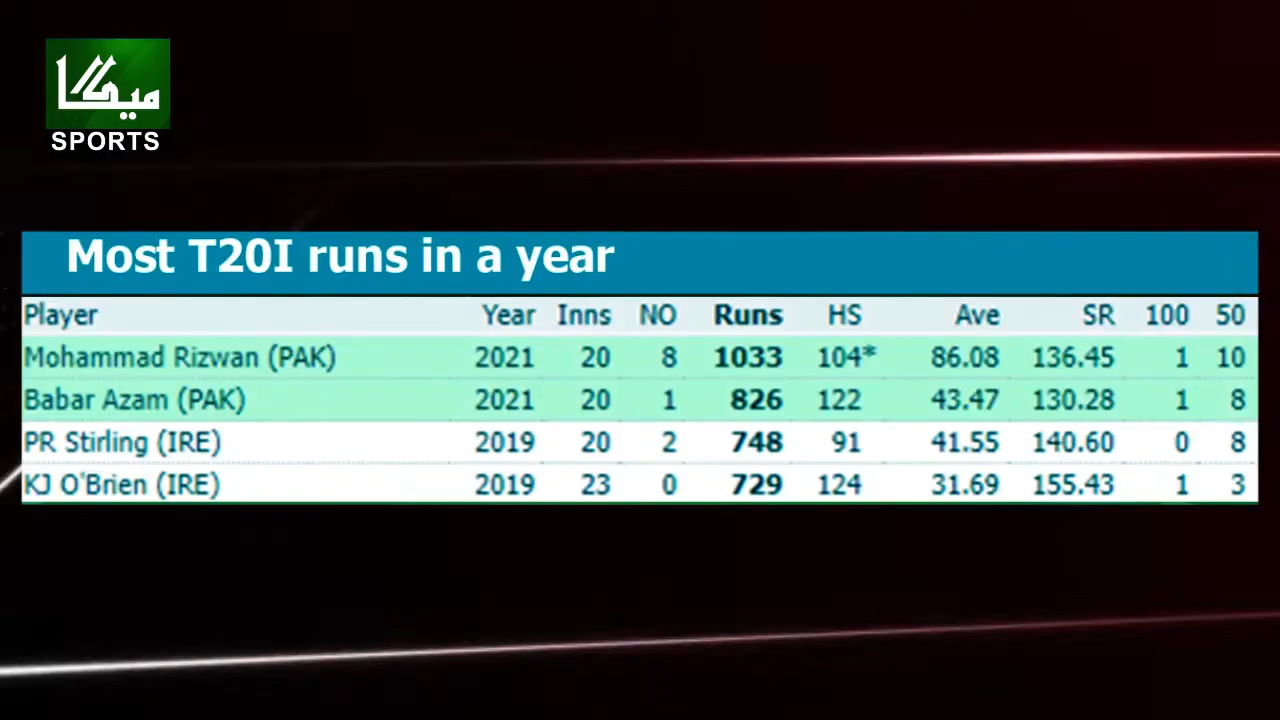 میگا
SPORTS
Most T20I runs in a year
Player Year Inns NO Runs HS Ave SR 100 50
Mohammad Rizwan (PAK) 2021 20 8 1033 104* 86.08 136.45 1 10
Babar Azam (PAK) 2021 20 1 826 122 43.47 130.28 1 8
PR Stirling (IRE) 2019 20 2 748 91 41.55 140.60 0 8
KJ O'Brien (IRE) 2019 23 0 729 124 31.69 155.43 1 3